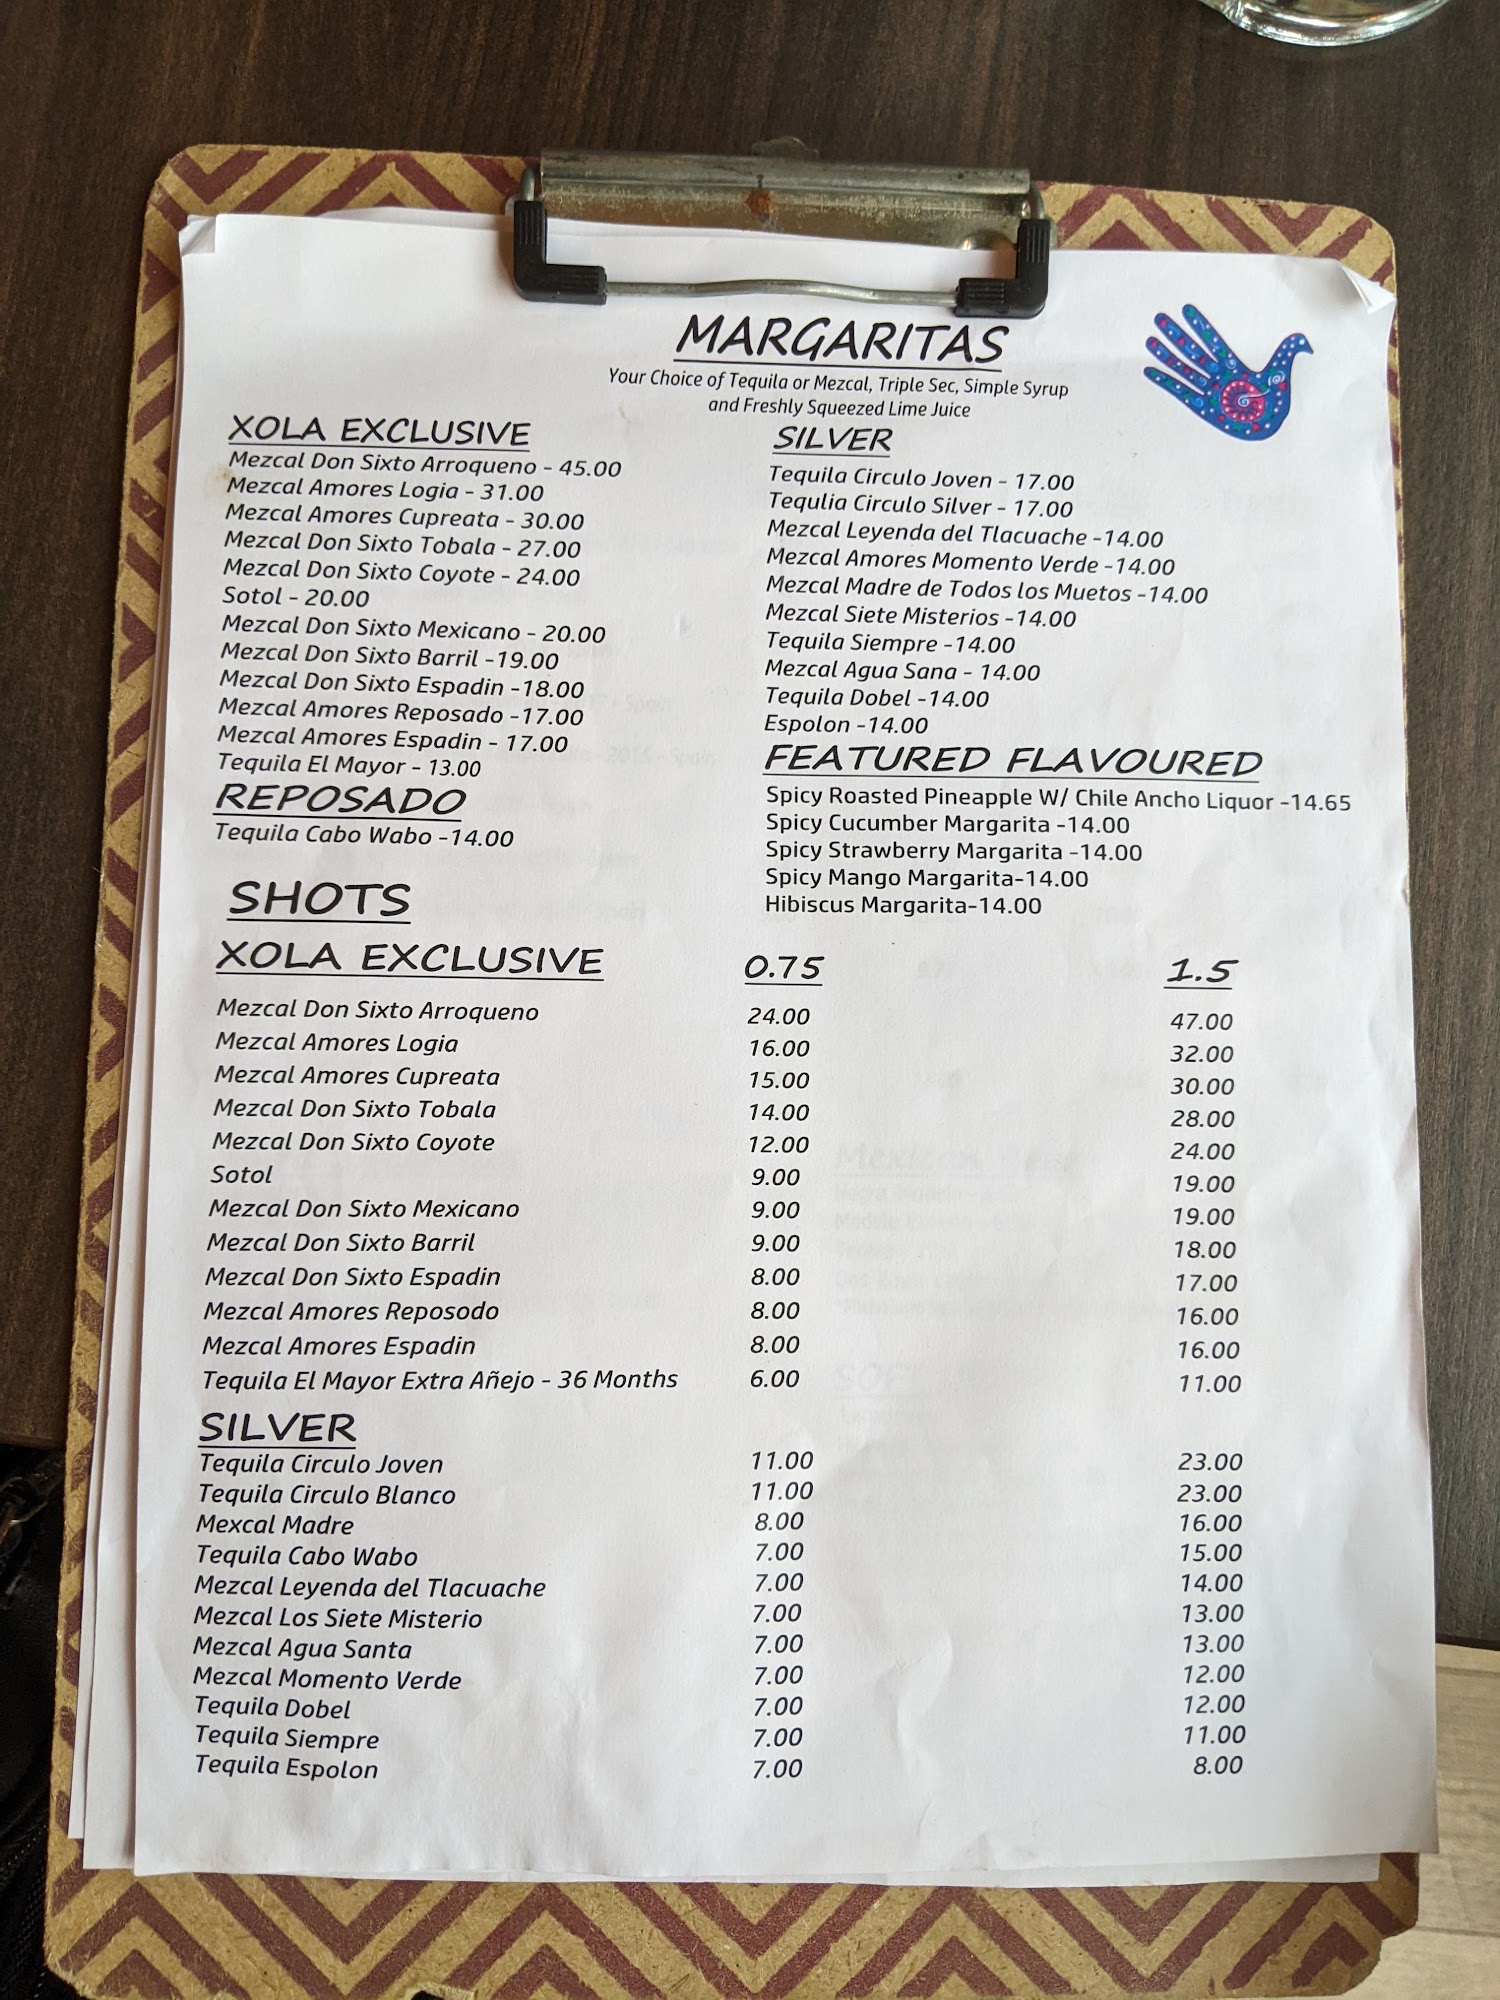 MARGARITAS
Your Choice of Tequila or Mezcal, Triple Sec, Simple Syrup
and Freshly Squeezed Lime Juice
XOLA EXCLUSIVE
Mezcal Don Sixto Arroqueno - 45.00
Mezcal Amores Logia - 31.00
Mezcal Amores Cupreata - 30.00
Mezcal Don Sixto Tobala - 27.00
Mezcal Don Sixto Coyote - 24.00
Sotol - 20.00
Mezcal Don Sixto Mexicano - 20.00
Mezcal Don Sixto Barril -19.00
Mezcal Don Sixto Espadin -18.00
Mezcal Amores Reposado -17.00
Mezcal Amores Espadin - 17.00
Tequila El Mayor - 13.00
REPOSADO
Tequila Cabo Wabo -14.00
SILVER
Tequila Circulo Joven - 17.00
Tequlia Circulo Silver - 17.00
Mezcal Leyenda del Tlacuache -14.00
Mezcal Amores Momento Verde -14.00
Mezcal Madre de Todos los Muetos -14.00
Mezcal Siete Misterios -14.00
Tequila Siempre -14.00
Mezcal Agua Sana - 14.00
Tequila Dobel -14.00
Espolon -14.00
FEATURED FLAVOURED
Spicy Roasted Pineapple W/ Chile Ancho Liquor -14.65
Spicy Cucumber Margarita -14.00
Spicy Strawberry Margarita -14.00
Spicy Mango Margarita-14.00
Hibiscus Margarita-14.00
SHOTS
XOLA EXCLUSIVE 0.75 1.5
Mezcal Don Sixto Arroqueno 24.00 47.00
Mezcal Amores Logia 16.00 32.00
Mezcal Amores Cupreata 15.00 30.00
Mezcal Don Sixto Tobala 14.00 28.00
Mezcal Don Sixto Coyote 12.00 24.00
Sotol 9.00 19.00
Mezcal Don Sixto Mexicano 9.00 19.00
Mezcal Don Sixto Barril 9.00 18.00
Mezcal Don Sixto Espadin 8.00 17.00
Mezcal Amores Reposodo 8.00 16.00
Mezcal Amores Espadin 8.00 16.00
Tequila El Mayor Extra Añejo - 36 Months 6.00 11.00
SILVER
Tequila Circulo Joven 11.00 23.00
Tequila Circulo Blanco 11.00 23.00
Mexcal Madre 8.00 16.00
Tequila Cabo Wabo 7.00 15.00
Mezcal Leyenda del Tlacuache 7.00 14.00
Mezcal Los Siete Misterio 7.00 13.00
Mezcal Agua Santa 7.00 13.00
Mezcal Momento Verde 7.00 12.00
Tequila Dobel 7.00 12.00
Tequila Siempre 7.00 11.00
Tequila Espolon 7.00 8.00